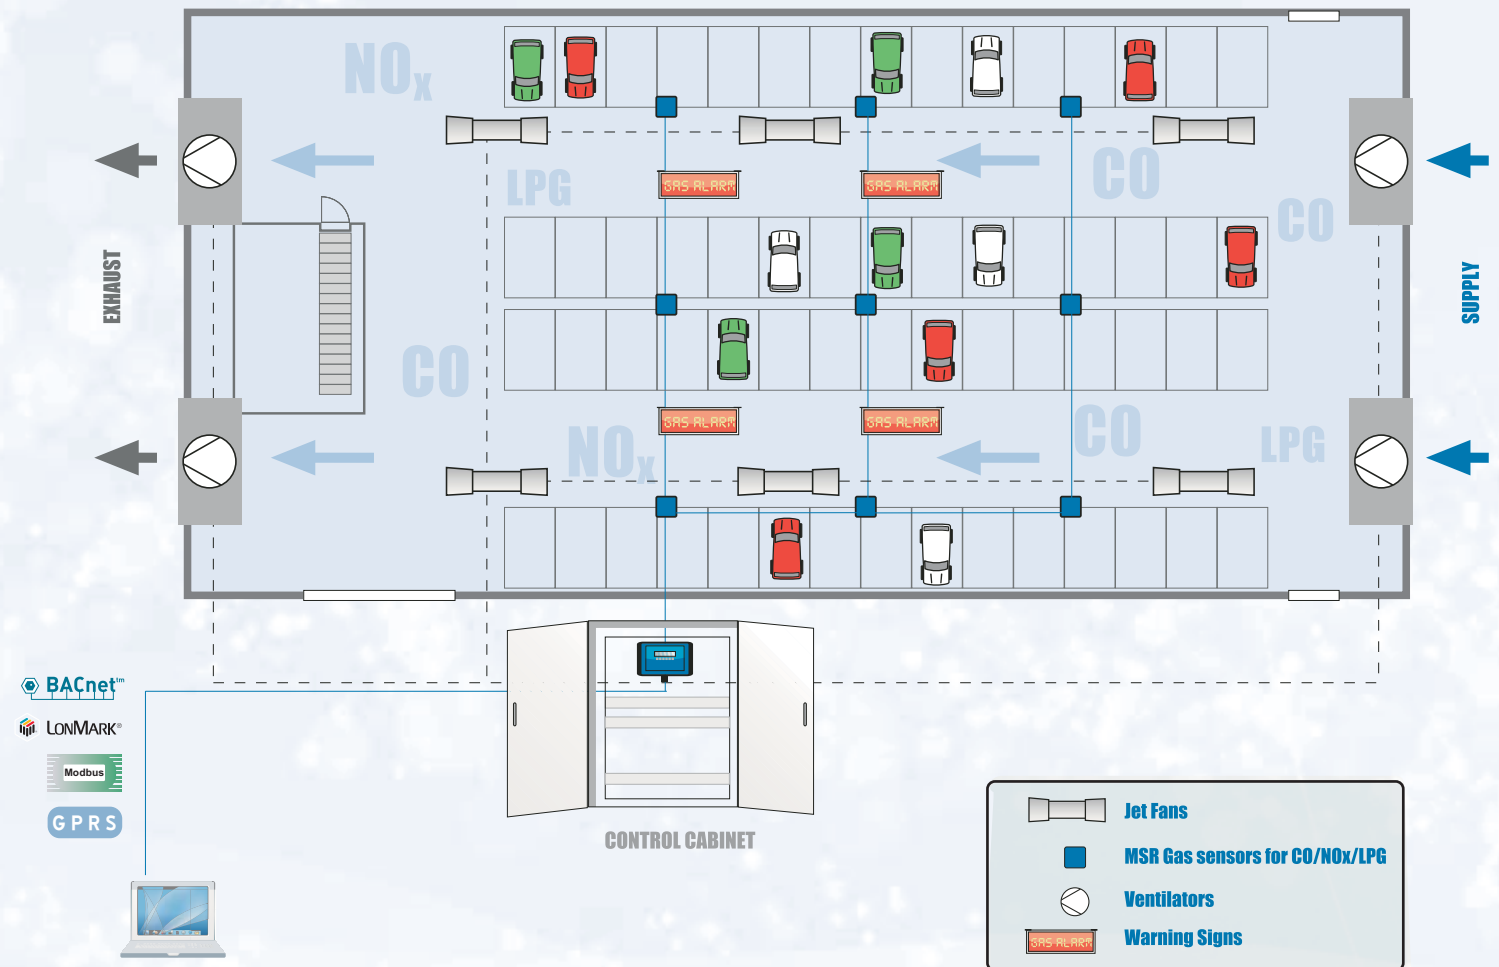 NOx
LPG
CO
CO
GAS ALARM
GAS ALARM
EXHAUST
SUPPLY
CO
GAS ALARM
GAS ALARM
NOx
CO
LPG
BACnet™
LONMARK®
Modbus
GPRS
CONTROL CABINET
Jet Fans
MSR Gas sensors for CO/NOx/LPG
Ventilators
GAS ALARM
Warning Signs